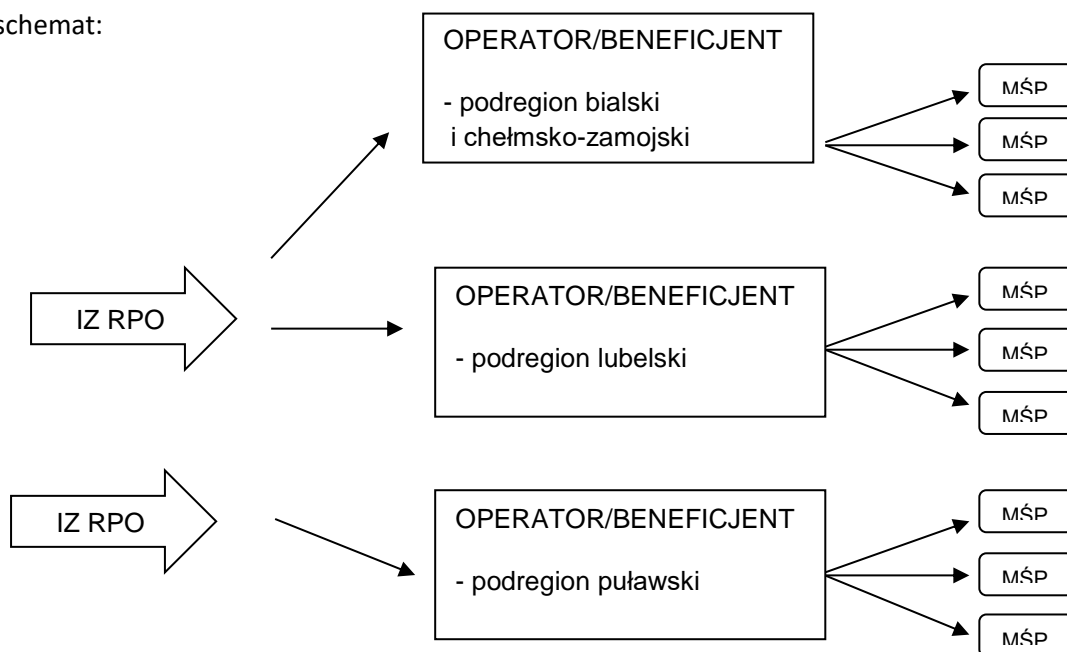 schemat:
OPERATOR/BENEFICJENT
- podregion bialski
i chełmsko-zamojski
MŚP
MŚP
MŚP
IZ RPO
OPERATOR/BENEFICJENT
- podregion lubelski
MŚP
MŚP
MŚP
IZ RPO
OPERATOR/BENEFICJENT
- podregion puławski
MŚP
MŚP
MŚP